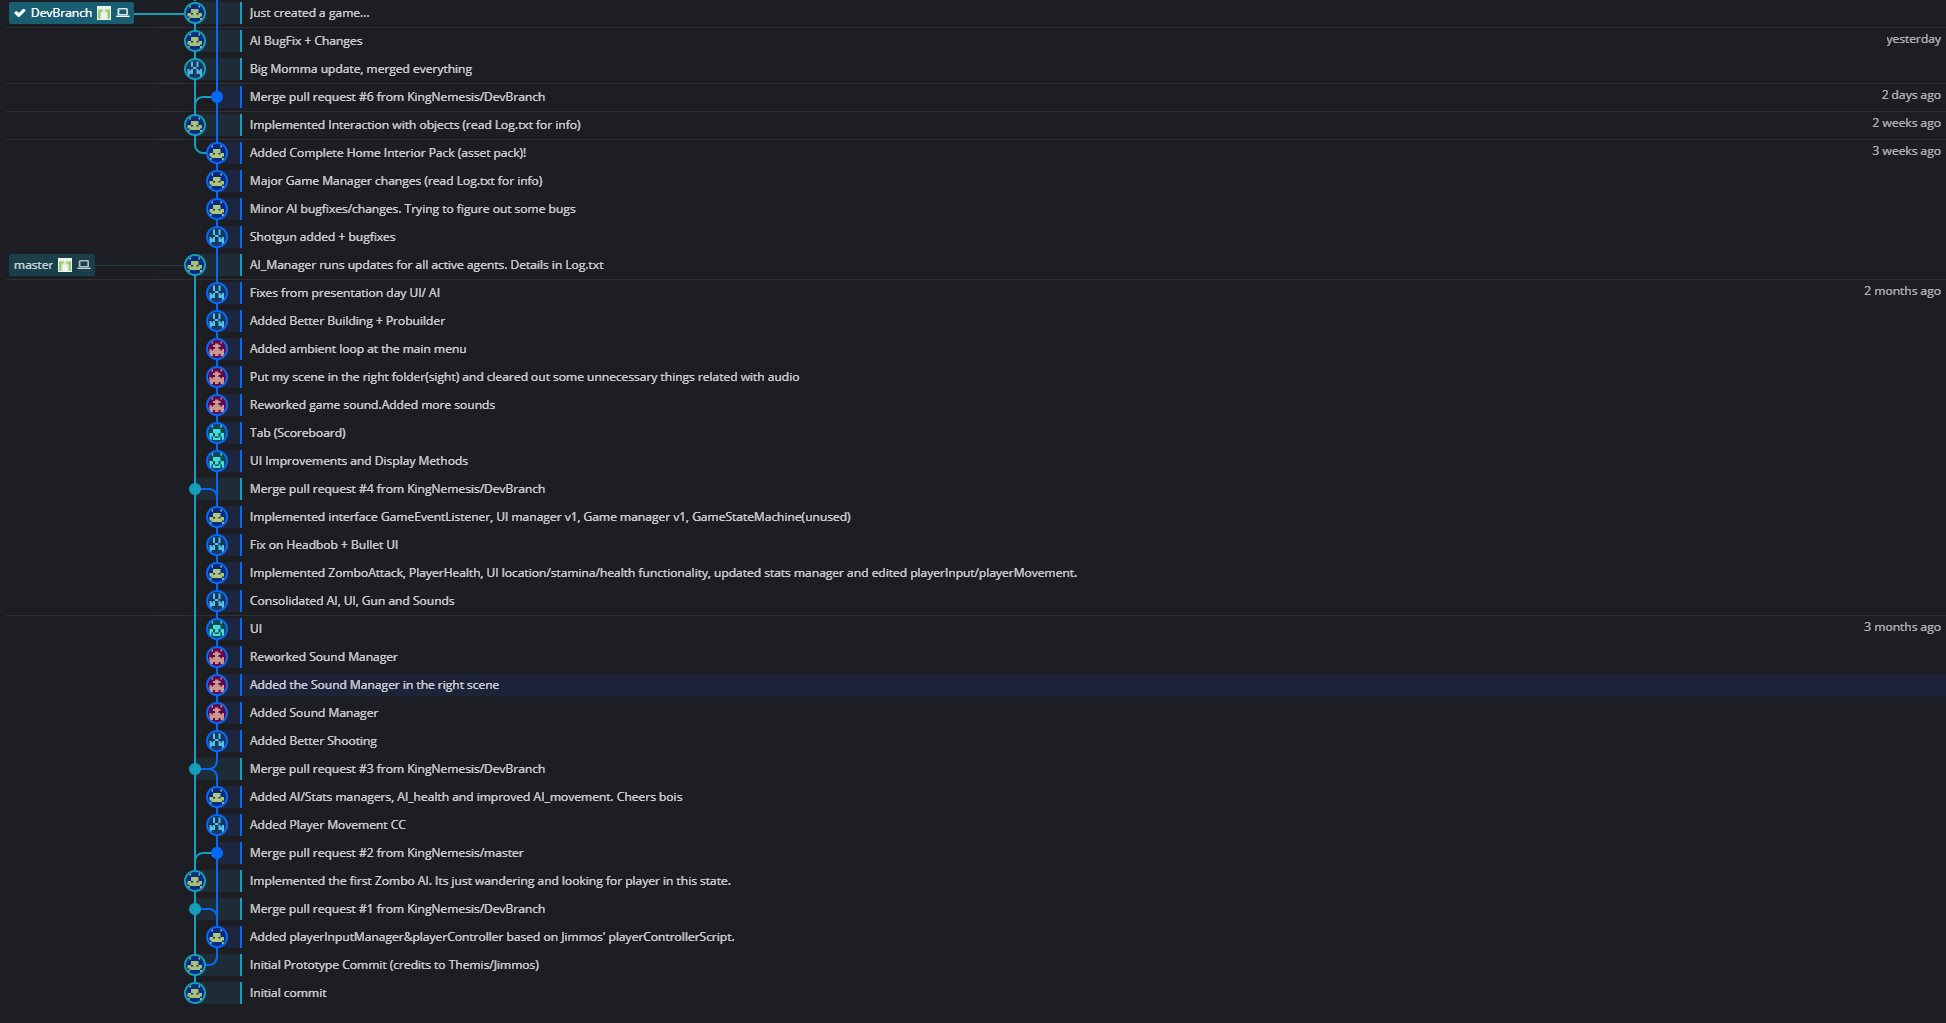 DevBranch
Just created a game...
AI BugFix + Changes
yesterday
Big Momma update, merged everything
Merge pull request #6 from KingNemesis/DevBranch
2 days ago
Implemented Interaction with objects (read Log.txt for info)
2 weeks ago
Added Complete Home Interior Pack (asset pack)!
3 weeks ago
Major Game Manager changes (read Log.txt for info)
Minor AI bugfixes/changes. Trying to figure out some bugs
Shotgun added + bugfixes
master
AI_Manager runs updates for all active agents. Details in Log.txt
Fixes from presentation day UI/ AI
2 months ago
Added Better Building + Probuilder
Added ambient loop at the main menu
Put my scene in the right folder(sight) and cleared out some unnecessary things related with audio
Reworked game sound.Added more sounds
Tab (Scoreboard)
UI Improvements and Display Methods
Merge pull request #4 from KingNemesis/DevBranch
Implemented interface GameEventListener, UI manager v1, Game manager v1, GameStateMachine(unused)
Fix on Headbob + Bullet UI
Implemented ZomboAttack, PlayerHealth, UI location/stamina/health functionality, updated stats manager and edited playerInput/playerMovement.
Consolidated AI, UI, Gun and Sounds
UI
3 months ago
Reworked Sound Manager
Added the Sound Manager in the right scene
Added Sound Manager
Added Better Shooting
Merge pull request #3 from KingNemesis/DevBranch
Added AI/Stats managers, AI_health and improved AI_movement. Cheers bois
Added Player Movement CC
Merge pull request #2 from KingNemesis/master
Implemented the first Zombo AI. Its just wandering and looking for player in this state.
Merge pull request #1 from KingNemesis/DevBranch
Added playerInputManager&playerController based on Jimmos' playerControllerScript.
Initial Prototype Commit (credits to Themis/Jimmos)
Initial commit